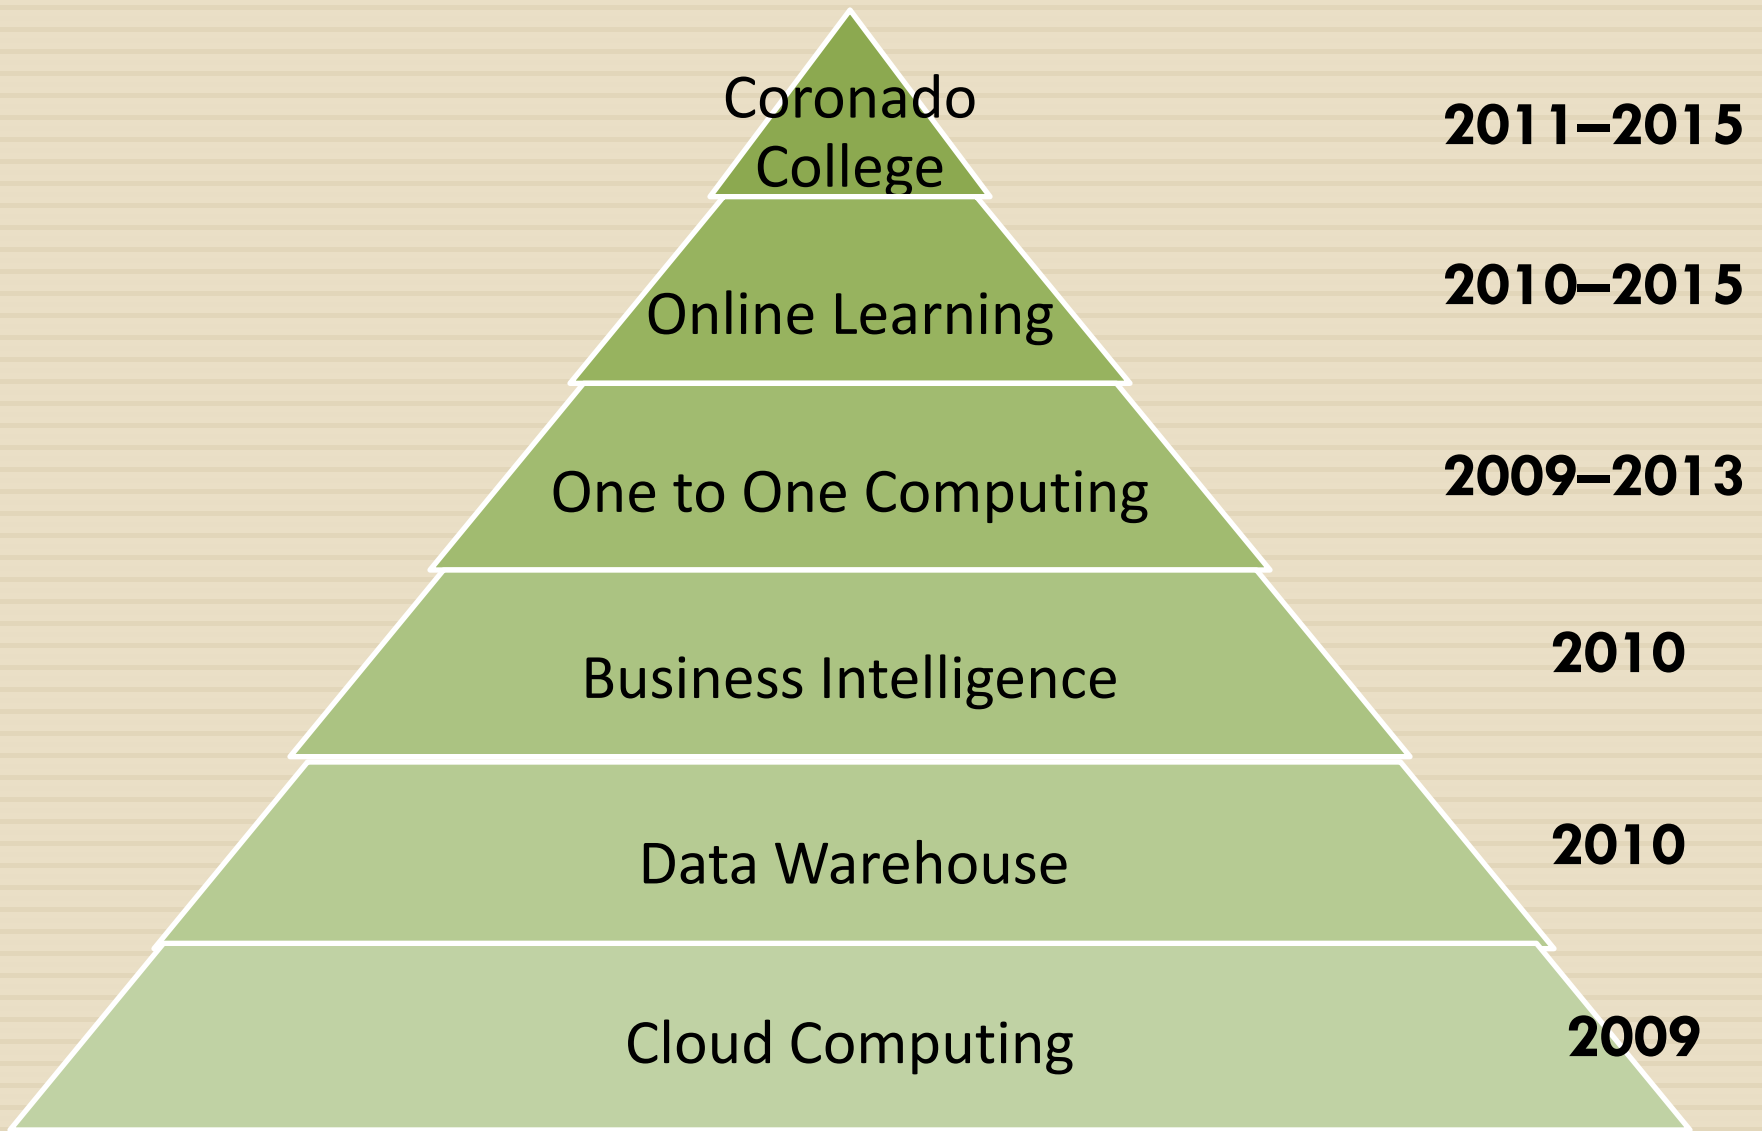 Coronado
College
2011–2015
Online Learning
2010–2015
One to One Computing
2009–2013
Business Intelligence
2010
Data Warehouse
2010
Cloud Computing
2009